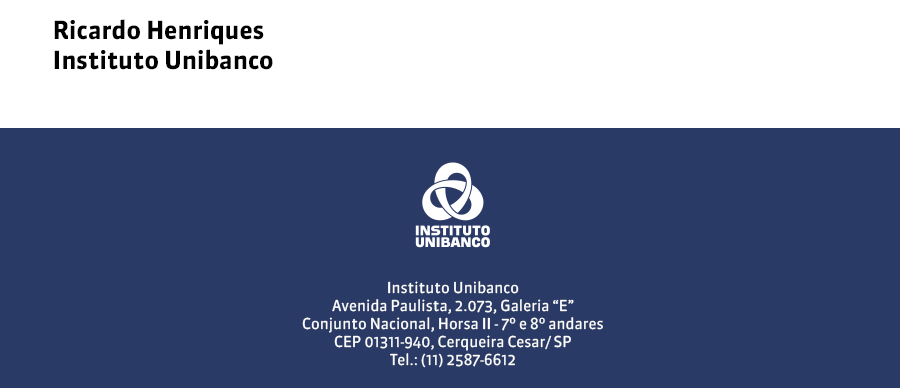 Ricardo Henriques
Instituto Unibanco
INSTITUTO
UNIBANCO
Instituto Unibanco
Avenida Paulista, 2.073, Galeria “E”
Conjunto Nacional, Horsa II - 7º e 8º andares
CEP 01311-940, Cerqueira Cesar/ SP
Tel.: (11) 2587-6612